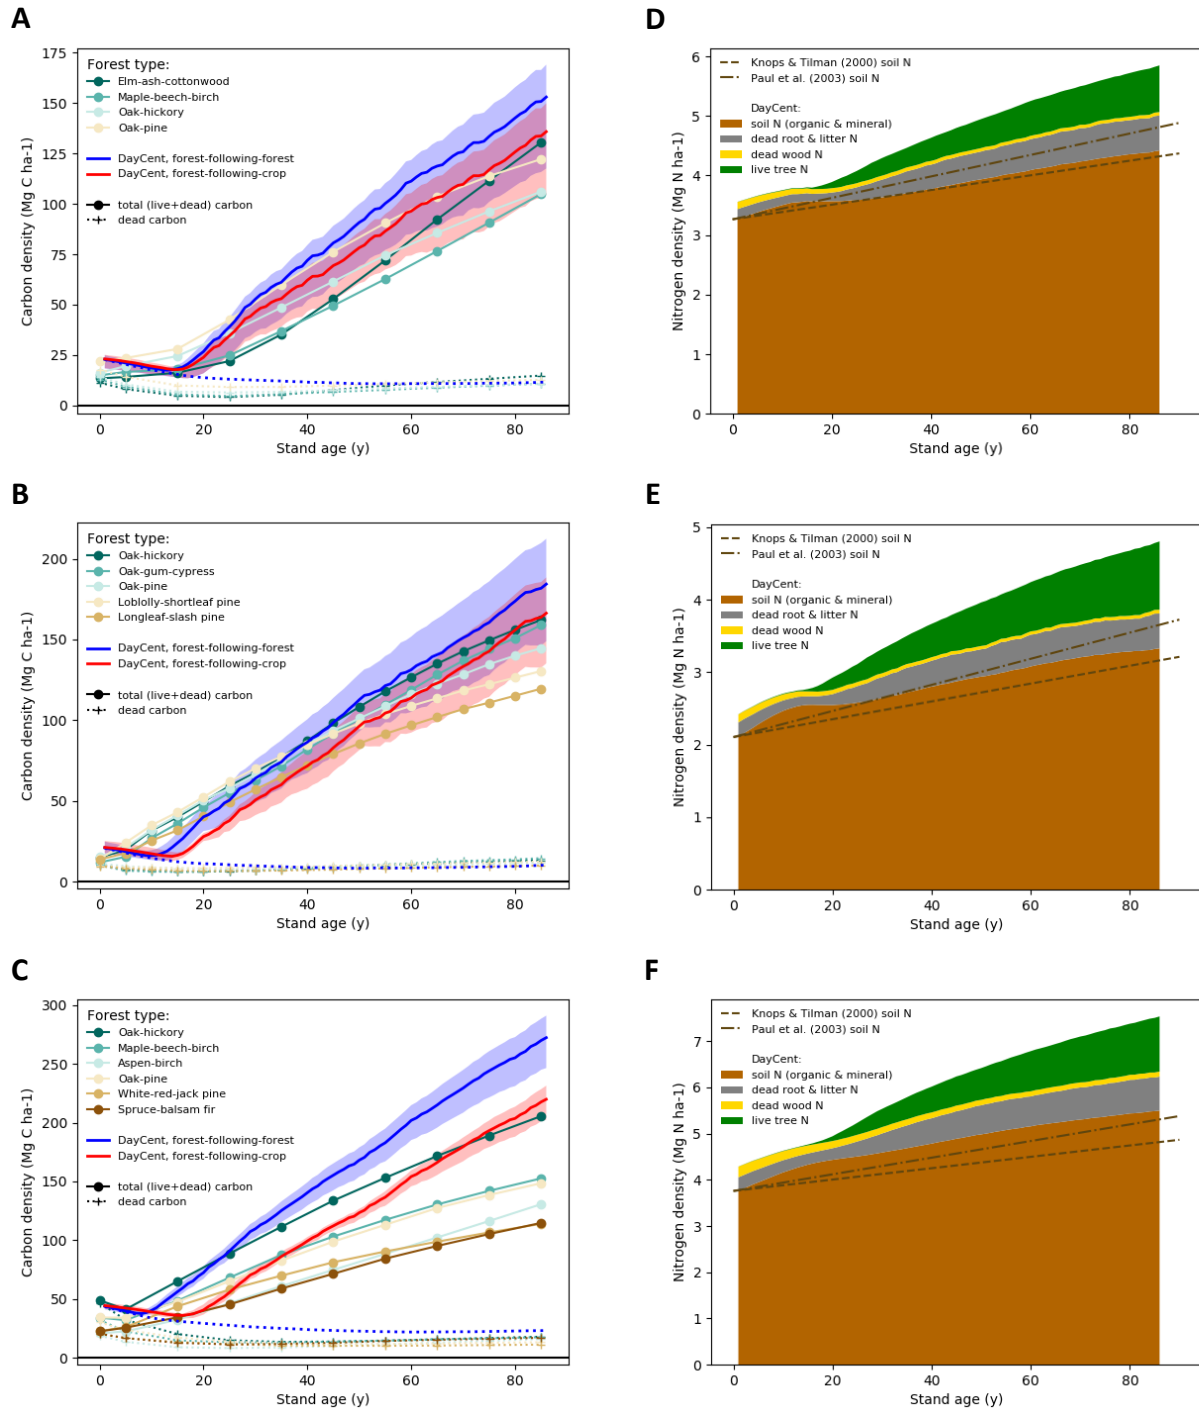 A
Carbon density (Mg C ha-1)
175
150
125
100
75
50
25
0
Forest type:
Elm-ash-cottonwood
Maple-beech-birch
Oak-hickory
Oak-pine
DayCent, forest-following-forest
DayCent, forest-following-crop
total (live+dead) carbon
dead carbon
0 20 40 60 80
Stand age (y)
D
Nitrogen density (Mg N ha-1)
6
5
4
3
2
1
0
Knops & Tilman (2000) soil N
Paul et al. (2003) soil N
DayCent:
soil N (organic & mineral)
dead root & litter N
dead wood N
live tree N
0 20 40 60 80
Stand age (y)
B
Carbon density (Mg C ha-1)
200
150
100
50
0
Forest type:
Oak-hickory
Oak-gum-cypress
Oak-pine
Loblolly-shortleaf pine
Longleaf-slash pine
DayCent, forest-following-forest
DayCent, forest-following-crop
total (live+dead) carbon
dead carbon
0 20 40 60 80
Stand age (y)
E
Nitrogen density (Mg N ha-1)
5
4
3
2
1
0
Knops & Tilman (2000) soil N
Paul et al. (2003) soil N
DayCent:
soil N (organic & mineral)
dead root & litter N
dead wood N
live tree N
0 20 40 60 80
Stand age (y)
C
Carbon density (Mg C ha-1)
300
250
200
150
100
50
0
Forest type:
Oak-hickory
Maple-beech-birch
Aspen-birch
Oak-pine
White-red-jack pine
Spruce-balsam fir
DayCent, forest-following-forest
DayCent, forest-following-crop
total (live+dead) carbon
dead carbon
0 20 40 60 80
Stand age (y)
F
Nitrogen density (Mg N ha-1)
7
6
5
4
3
2
1
0
Knops & Tilman (2000) soil N
Paul et al. (2003) soil N
DayCent:
soil N (organic & mineral)
dead root & litter N
dead wood N
live tree N
0 20 40 60 80
Stand age (y)